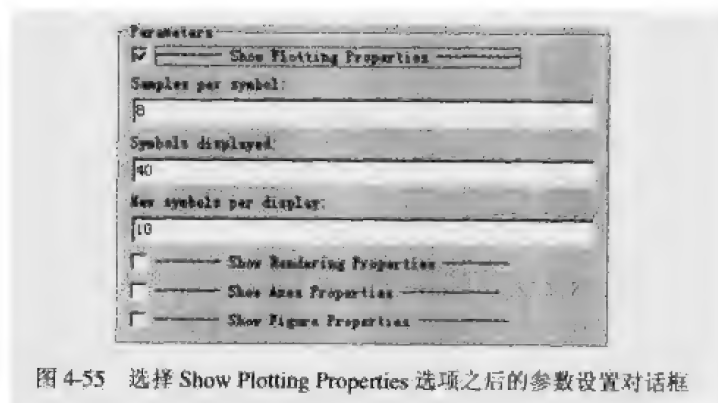 Parameters
Show Plotting Properties
Samples per symbol:
8
Symbols displayed:
40
New symbols per display:
10
Show Rendering Properties
Show Axes Properties
Show Figure Properties
图 4-55 选择 Show Plotting Properties 选项之后的参数设置对话框